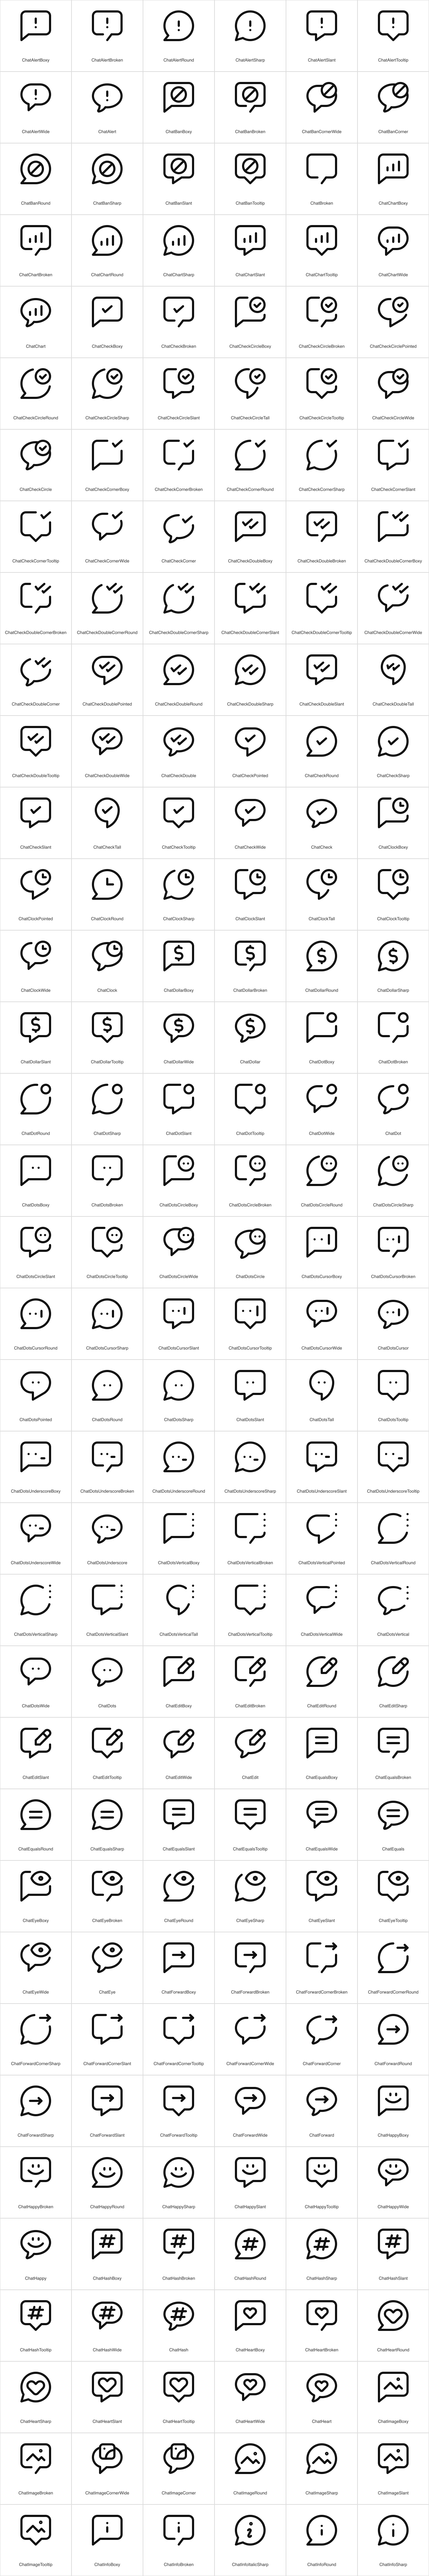 ChatAlertBoxy ChatAlertBroken ChatAlertRound ChatAlertSharp ChatAlertSlant ChatAlertTooltip
ChatAlertWide ChatAlert ChatBanBoxy ChatBanBroken ChatBanCornerWide ChatBanCorner
ChatBanRound ChatBanSharp ChatBanSlant ChatBanTooltip ChatBroken ChatChartBoxy
ChatChartBroken ChatChartRound ChatChartSharp ChatChartSlant ChatChartTooltip ChatChartWide
ChatChart ChatCheckBoxy ChatCheckBroken ChatCheckCircleBoxy ChatCheckCircleBroken ChatCheckCirclePointed
ChatCheckCircleRound ChatCheckCircleSharp ChatCheckCircleSlant ChatCheckCircleTall ChatCheckCircleTooltip ChatCheckCircleWide
ChatCheckCircle ChatCheckCornerBoxy ChatCheckCornerBroken ChatCheckCornerRound ChatCheckCornerSharp ChatCheckCornerSlant
ChatCheckCornerTooltip ChatCheckCornerWide ChatCheckCorner ChatCheckDoubleBoxy ChatCheckDoubleBroken ChatCheckDoubleCornerBoxy
ChatCheckDoubleCornerBroken ChatCheckDoubleCornerRound ChatCheckDoubleCornerSharp ChatCheckDoubleCornerSlant ChatCheckDoubleCornerTooltip ChatCheckDoubleCornerWide
ChatCheckDoubleCorner ChatCheckDoublePointed ChatCheckDoubleRound ChatCheckDoubleSharp ChatCheckDoubleSlant ChatCheckDoubleTall
ChatCheckDoubleTooltip ChatCheckDoubleWide ChatCheckDouble ChatCheckPointed ChatCheckRound ChatCheckSharp
ChatCheckSlant ChatCheckTall ChatCheckTooltip ChatCheckWide ChatCheck ChatClockBoxy
ChatClockPointed ChatClockRound ChatClockSharp ChatClockSlant ChatClockTall ChatClockTooltip
ChatClockWide ChatClock ChatDollarBoxy ChatDollarBroken ChatDollarRound ChatDollarSharp
ChatDollarSlant ChatDollarTooltip ChatDollarWide ChatDollar ChatDotBoxy ChatDotBroken
ChatDotRound ChatDotSharp ChatDotSlant ChatDotTooltip ChatDotWide ChatDot
ChatDotsBoxy ChatDotsBroken ChatDotsCircleBoxy ChatDotsCircleBroken ChatDotsCircleRound ChatDotsCircleSharp
ChatDotsCircleSlant ChatDotsCircleTooltip ChatDotsCircleWide ChatDotsCircle ChatDotsCursorBoxy ChatDotsCursorBroken
ChatDotsCursorRound ChatDotsCursorSharp ChatDotsCursorSlant ChatDotsCursorTooltip ChatDotsCursorWide ChatDotsCursor
ChatDotsPointed ChatDotsRound ChatDotsSharp ChatDotsSlant ChatDotsTall ChatDotsTooltip
ChatDotsUnderscoreBoxy ChatDotsUnderscoreBroken ChatDotsUnderscoreRound ChatDotsUnderscoreSharp ChatDotsUnderscoreSlant ChatDotsUnderscoreTooltip
ChatDotsUnderscoreWide ChatDotsUnderscore ChatDotsVerticalBoxy ChatDotsVerticalBroken ChatDotsVerticalPointed ChatDotsVerticalRound
ChatDotsVerticalSharp ChatDotsVerticalSlant ChatDotsVerticalTall ChatDotsVerticalTooltip ChatDotsVerticalWide ChatDotsVertical
ChatDotsWide ChatDots ChatEditBoxy ChatEditBroken ChatEditRound ChatEditSharp
ChatEditSlant ChatEditTooltip ChatEditWide ChatEdit ChatEqualsBoxy ChatEqualsBroken
ChatEqualsRound ChatEqualsSharp ChatEqualsSlant ChatEqualsTooltip ChatEqualsWide ChatEquals
ChatEyeBoxy ChatEyeBroken ChatEyeRound ChatEyeSharp ChatEyeSlant ChatEyeTooltip
ChatEyeWide ChatEye ChatForwardBoxy ChatForwardBroken ChatForwardCornerBroken ChatForwardCornerRound
ChatForwardCornerSharp ChatForwardCornerSlant ChatForwardCornerTooltip ChatForwardCornerWide ChatForwardCorner ChatForwardRound
ChatForwardSharp ChatForwardSlant ChatForwardTooltip ChatForwardWide ChatForward ChatHappyBoxy
ChatHappyBroken ChatHappyRound ChatHappySharp ChatHappySlant ChatHappyTooltip ChatHappyWide
ChatHappy ChatHashBoxy ChatHashBroken ChatHashRound ChatHashSharp ChatHashSlant
ChatHashTooltip ChatHashWide ChatHash ChatHeartBoxy ChatHeartBroken ChatHeartRound
ChatHeartSharp ChatHeartSlant ChatHeartTooltip ChatHeartWide ChatHeart ChatImageBoxy
ChatImageBroken ChatImageCornerWide ChatImageCorner ChatImageRound ChatImageSharp ChatImageSlant
ChatImageTooltip ChatInfoBoxy ChatInfoBroken ChatInfoItalicSharp ChatInfoRound ChatInfoSharp